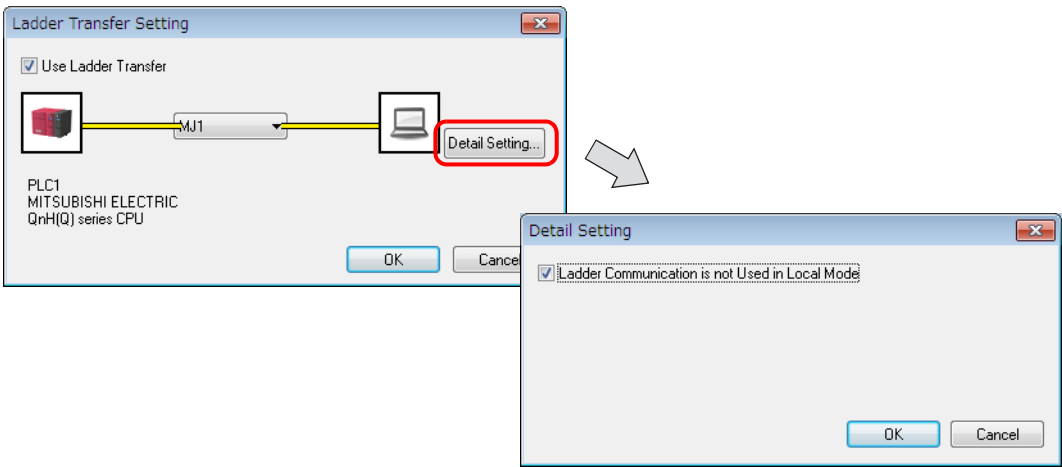 Ladder Transfer Setting
Use Ladder Transfer
MJ1
Detail Setting...
PLC1
MITSUBISHI ELECTRIC
QnH(Q) series CPU
OK
Cancel
Detail Setting
Ladder Communication is not Used in Local Mode
OK
Cancel